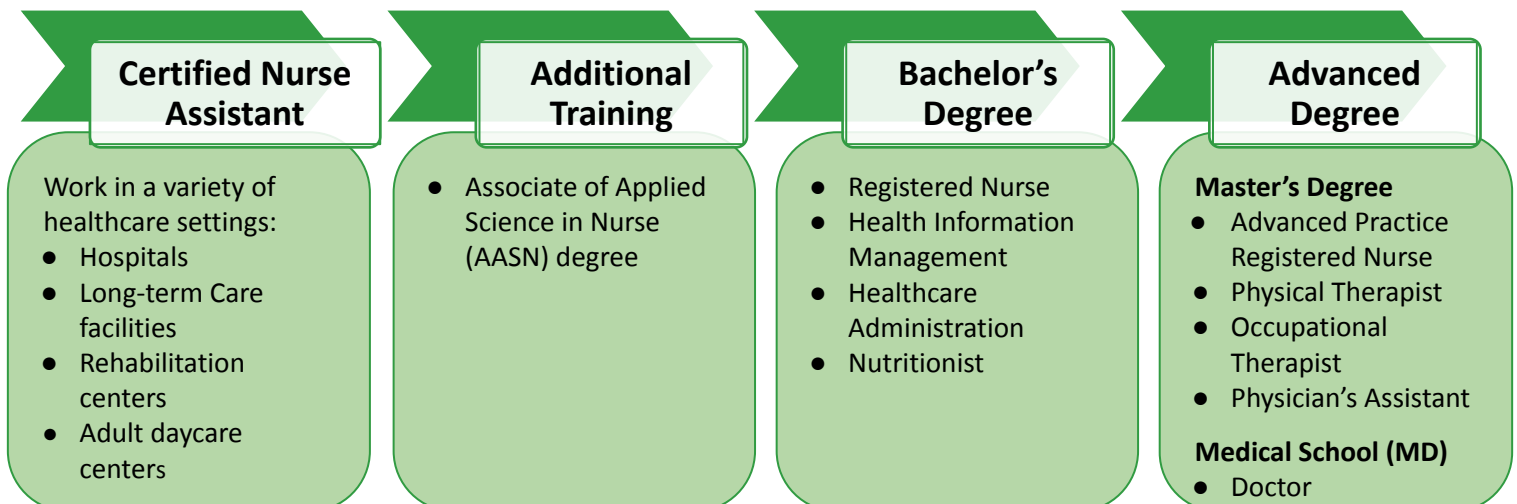 Certified Nurse
Assistant
Work in a variety of
healthcare settings:
● Hospitals
● Long-term Care
facilities
● Rehabilitation
centers
● Adult daycare
centers
Additional
Training
● Associate of Applied
Science in Nurse
(AASN) degree
Bachelor’s
Degree
● Registered Nurse
● Health Information
Management
● Healthcare
Administration
● Nutritionist
Advanced
Degree
Master’s Degree
● Advanced Practice
Registered Nurse
● Physical Therapist
● Occupational
Therapist
● Physician’s Assistant
Medical School (MD)
● Doctor